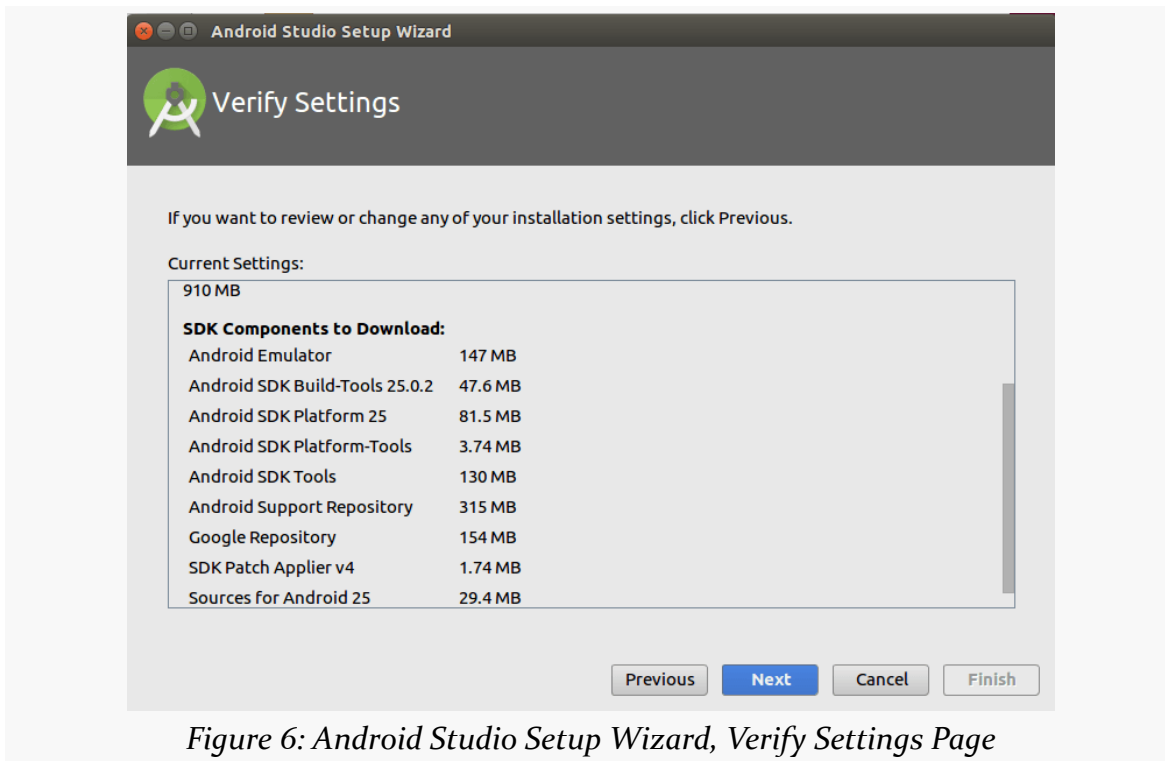 Android Studio Setup Wizard
Verify Settings
If you want to review or change any of your installation settings, click Previous.
Current Settings:
910 MB
SDK Components to Download:
Android Emulator 147 MB
Android SDK Build-Tools 25.0.2 47.6 MB
Android SDK Platform 25 81.5 MB
Android SDK Platform-Tools 3.74 MB
Android SDK Tools 130 MB
Android Support Repository 315 MB
Google Repository 154 MB
SDK Patch Applier v4 1.74 MB
Sources for Android 25 29.4 MB
Previous Next Cancel Finish
Figure 6: Android Studio Setup Wizard, Verify Settings Page